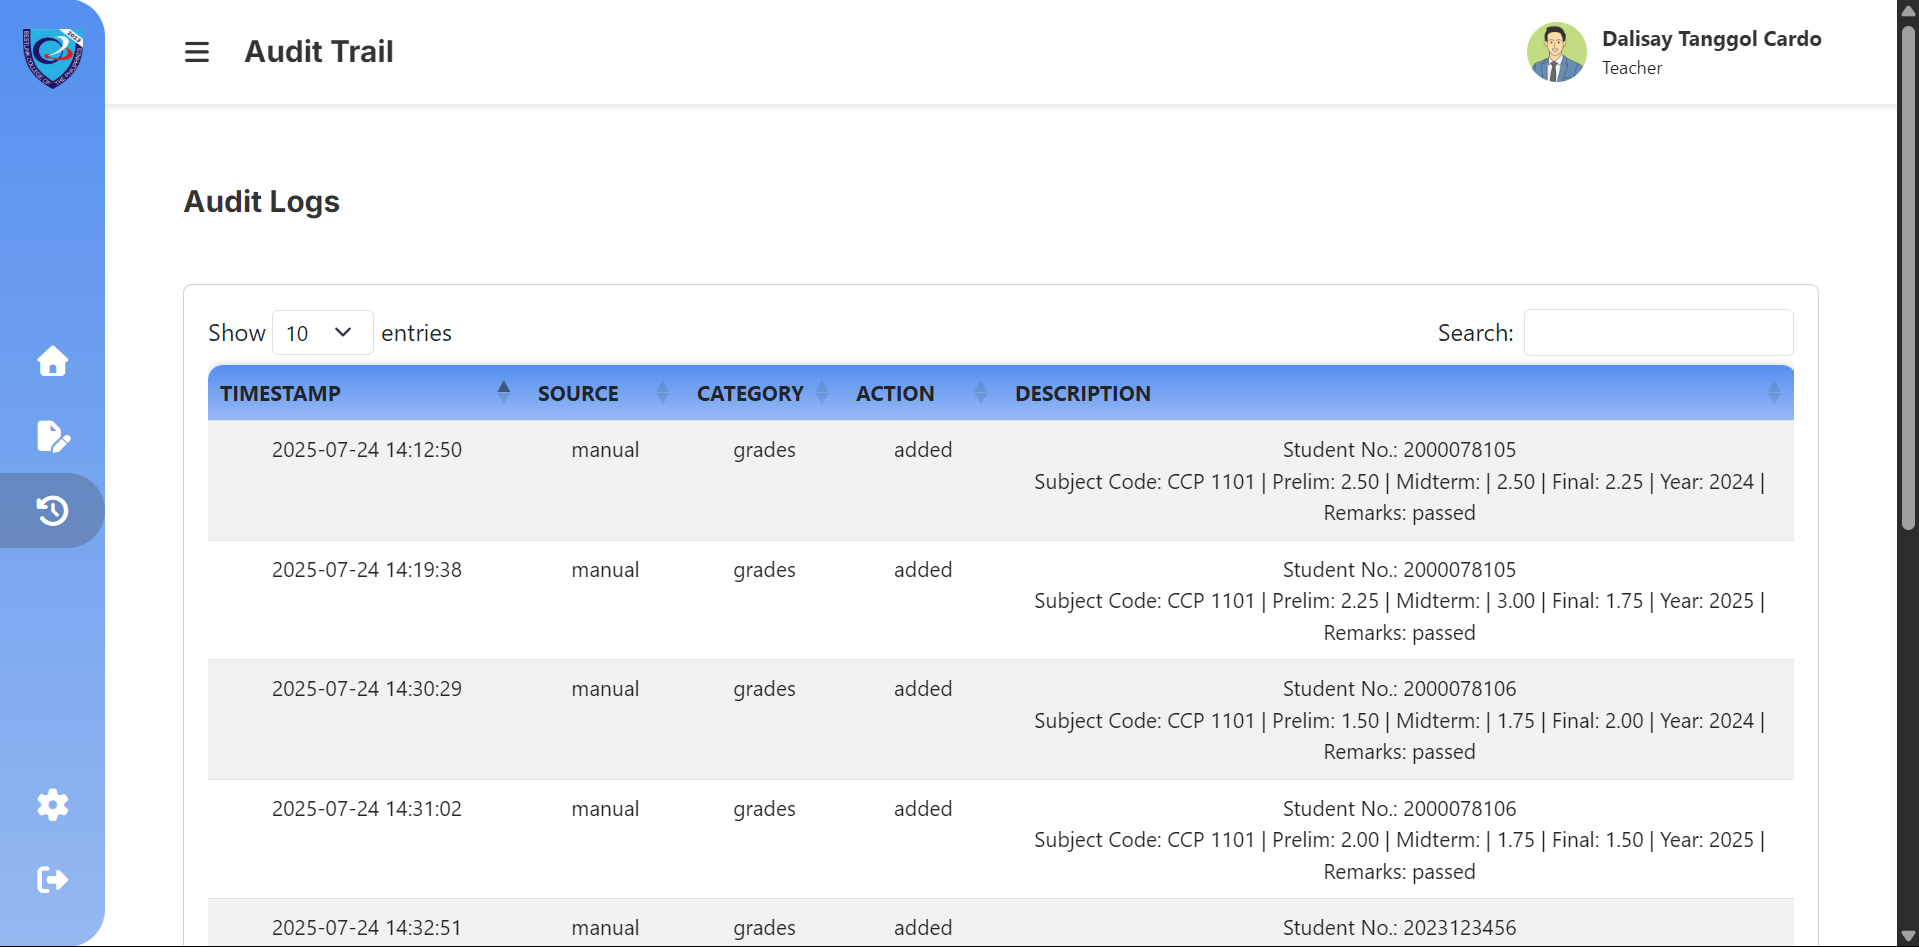 2013
BESTLINK COLLEGE OF THE PHILIPPINES
Audit Trail
Dalisay Tanggol Cardo
Teacher
Audit Logs
Show 10 entries
Search:
TIMESTAMP SOURCE CATEGORY ACTION DESCRIPTION
2025-07-24 14:12:50 manual grades added Student No.: 2000078105
Subject Code: CCP 1101 | Prelim: 2.50 | Midterm: | 2.50 | Final: 2.25 | Year: 2024 |
Remarks: passed
2025-07-24 14:19:38 manual grades added Student No.: 2000078105
Subject Code: CCP 1101 | Prelim: 2.25 | Midterm: | 3.00 | Final: 1.75 | Year: 2025 |
Remarks: passed
2025-07-24 14:30:29 manual grades added Student No.: 2000078106
Subject Code: CCP 1101 | Prelim: 1.50 | Midterm: | 1.75 | Final: 2.00 | Year: 2024 |
Remarks: passed
2025-07-24 14:31:02 manual grades added Student No.: 2000078106
Subject Code: CCP 1101 | Prelim: 2.00 | Midterm: | 1.75 | Final: 1.50 | Year: 2025 |
Remarks: passed
2025-07-24 14:32:51 manual grades added Student No.: 2023123456